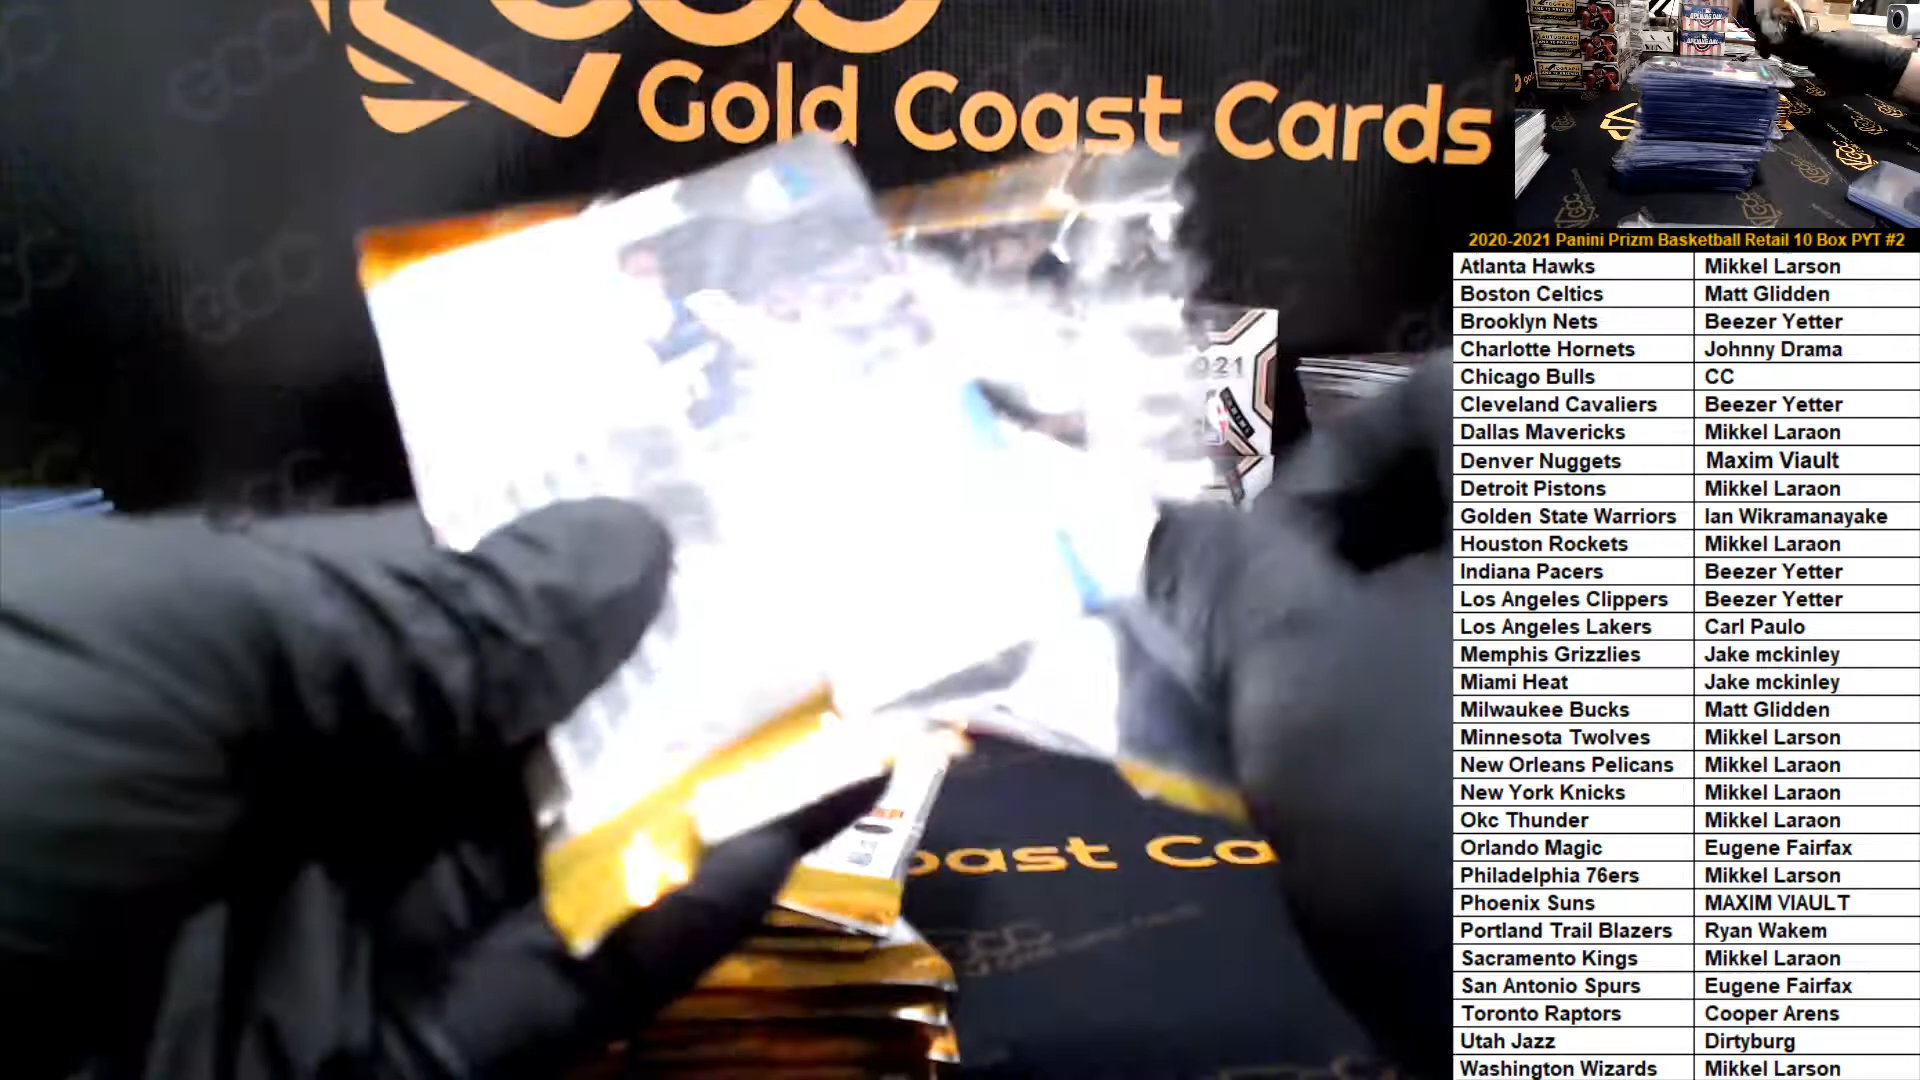 Gold Coast Cards
021
oast Ca
2020-2021 Panini Prizm Basketball Retail 10 Box PYT #2
Atlanta Hawks Mikkel Larson
Boston Celtics Matt Glidden
Brooklyn Nets Beezer Yetter
Charlotte Hornets Johnny Drama
Chicago Bulls CC
Cleveland Cavaliers Beezer Yetter
Dallas Mavericks Mikkel Laraon
Denver Nuggets Maxim Viault
Detroit Pistons Mikkel Laraon
Golden State Warriors Ian Wikramanayake
Houston Rockets Mikkel Laraon
Indiana Pacers Beezer Yetter
Los Angeles Clippers Beezer Yetter
Los Angeles Lakers Carl Paulo
Memphis Grizzlies Jake mckinley
Miami Heat Jake mckinley
Milwaukee Bucks Matt Glidden
Minnesota Twolves Mikkel Larson
New Orleans Pelicans Mikkel Laraon
New York Knicks Mikkel Laraon
Okc Thunder Mikkel Laraon
Orlando Magic Eugene Fairfax
Philadelphia 76ers Mikkel Larson
Phoenix Suns MAXIM VIAULT
Portland Trail Blazers Ryan Wakem
Sacramento Kings Mikkel Laraon
San Antonio Spurs Eugene Fairfax
Toronto Raptors Cooper Arens
Utah Jazz Dirtyburg
Washington Wizards Mikkel Larson